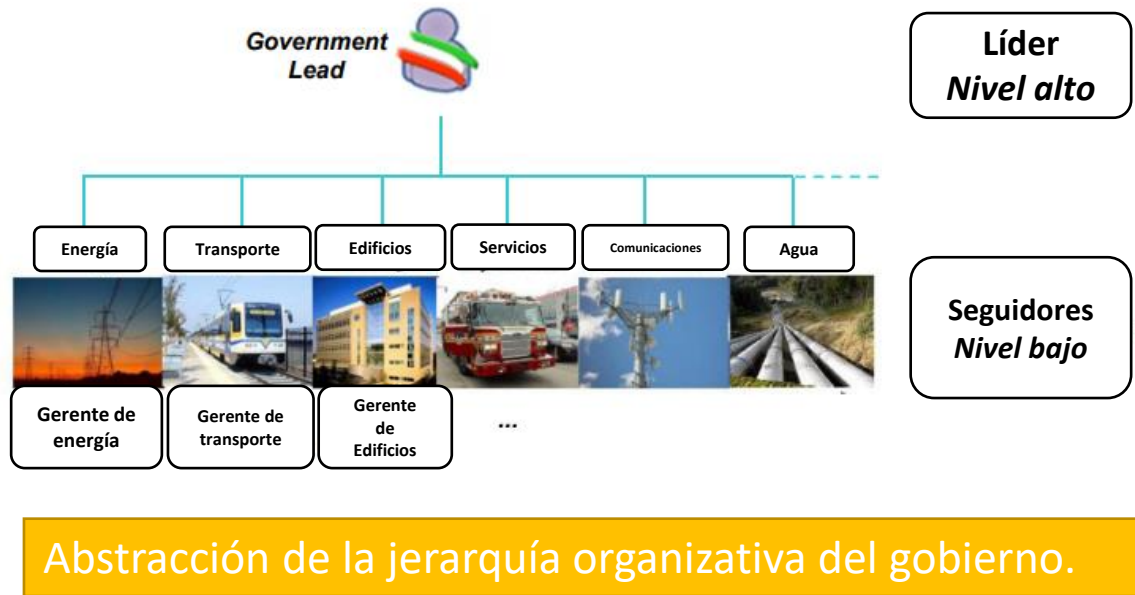 Government
Lead
Líder
Nivel alto
Energía
Transporte
Edificios
Servicios
Comunicaciones
Agua
Seguidores
Nivel bajo
Gerente de
energía
Gerente de
transporte
Gerente
de
Edificios
...
Abstracción de la jerarquía organizativa del gobierno.